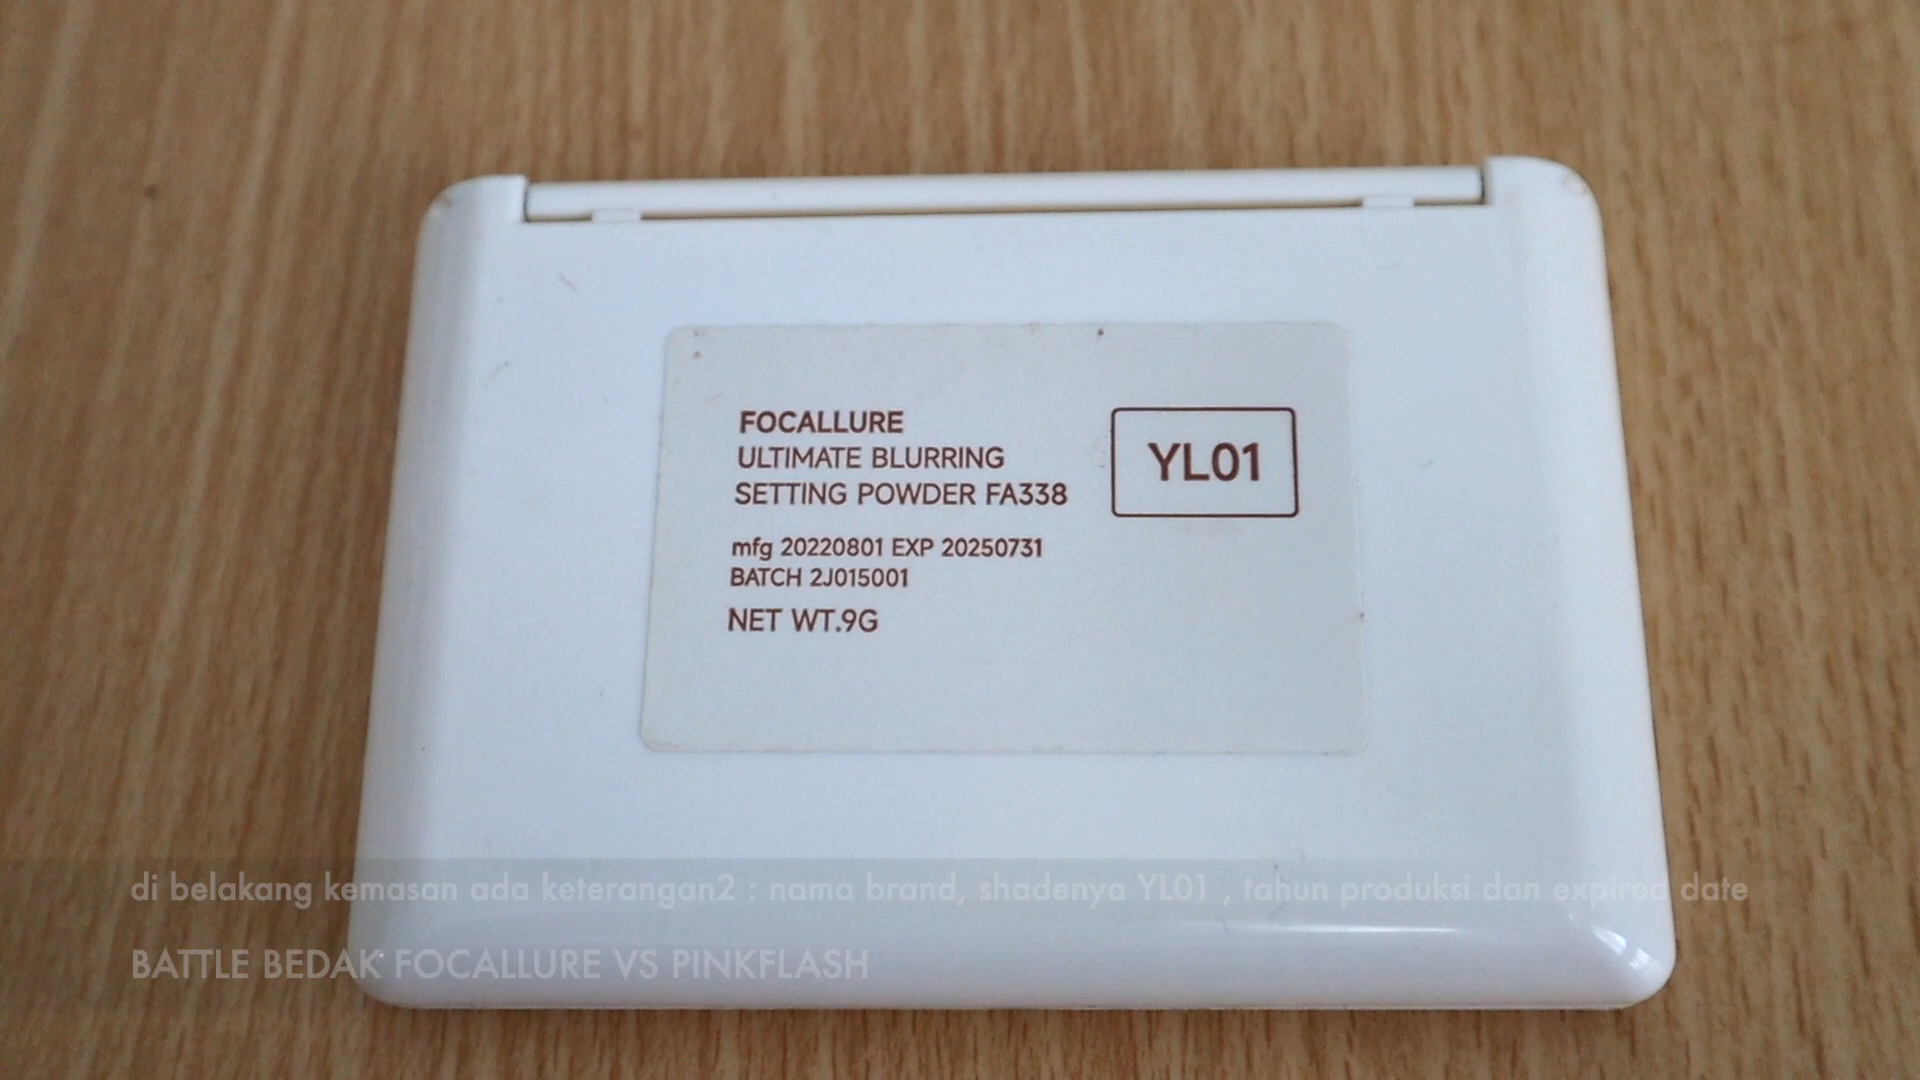 FOCALLURE
ULTIMATE BLURRING
SETTING POWDER FA338
YL01
mfg 20220801 EXP 20250731
BATCH 2J015001
NET WT.9G
di belakang kemasan ada keterangan2 : nama brand, shadenya YL01 , tahun produksi dan expired date
BATTLE BEDAK FOCALLURE VS PINKFLASH